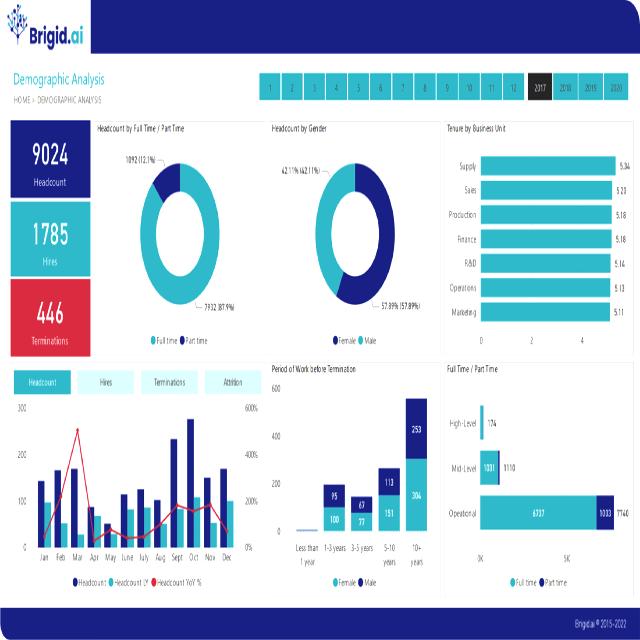 Brigid.ai
Demographic Analysis
HOME > DEMOGRAPHIC ANALYSIS
1 2 3 4 5 6 7 8 9 10 11 12 2017 2018 2019 2020
9024
Headcount
1785
Hires
446
Terminations
Headcount by Full Time / Part Time
1092 (12.1%)
7932 (87.9%)
Full time Part time
Headcount by Gender
42.11% (42.11%)
57.89% (57.89%)
Female Male
Tenure by Business Unit
Supply 5.34
Sales 5.20
Production 5.18
Finance 5.18
R&D 5.14
Operations 5.13
Marketing 5.11
0 2 4
Headcount Hires Terminations Attrition
300 600%
200 400%
100 200%
0 0%
Jan Feb Mar Apr May June July Aug Sept Oct Nov Dec
Headcount Headcount LY Headcount YoY %
Period of Work before Termination
600
400
200
0
253
304
113
151
95
100
67
77
Less than 1-3 years 3-5 years 5-10 10+
1 year years years
Female Male
Full Time / Part Time
High-Level 174
Mid-Level 1031 1110
Operational 6727 1033 7740
0K 5K
Full time Part time
Brigid.ai © 2015-2022